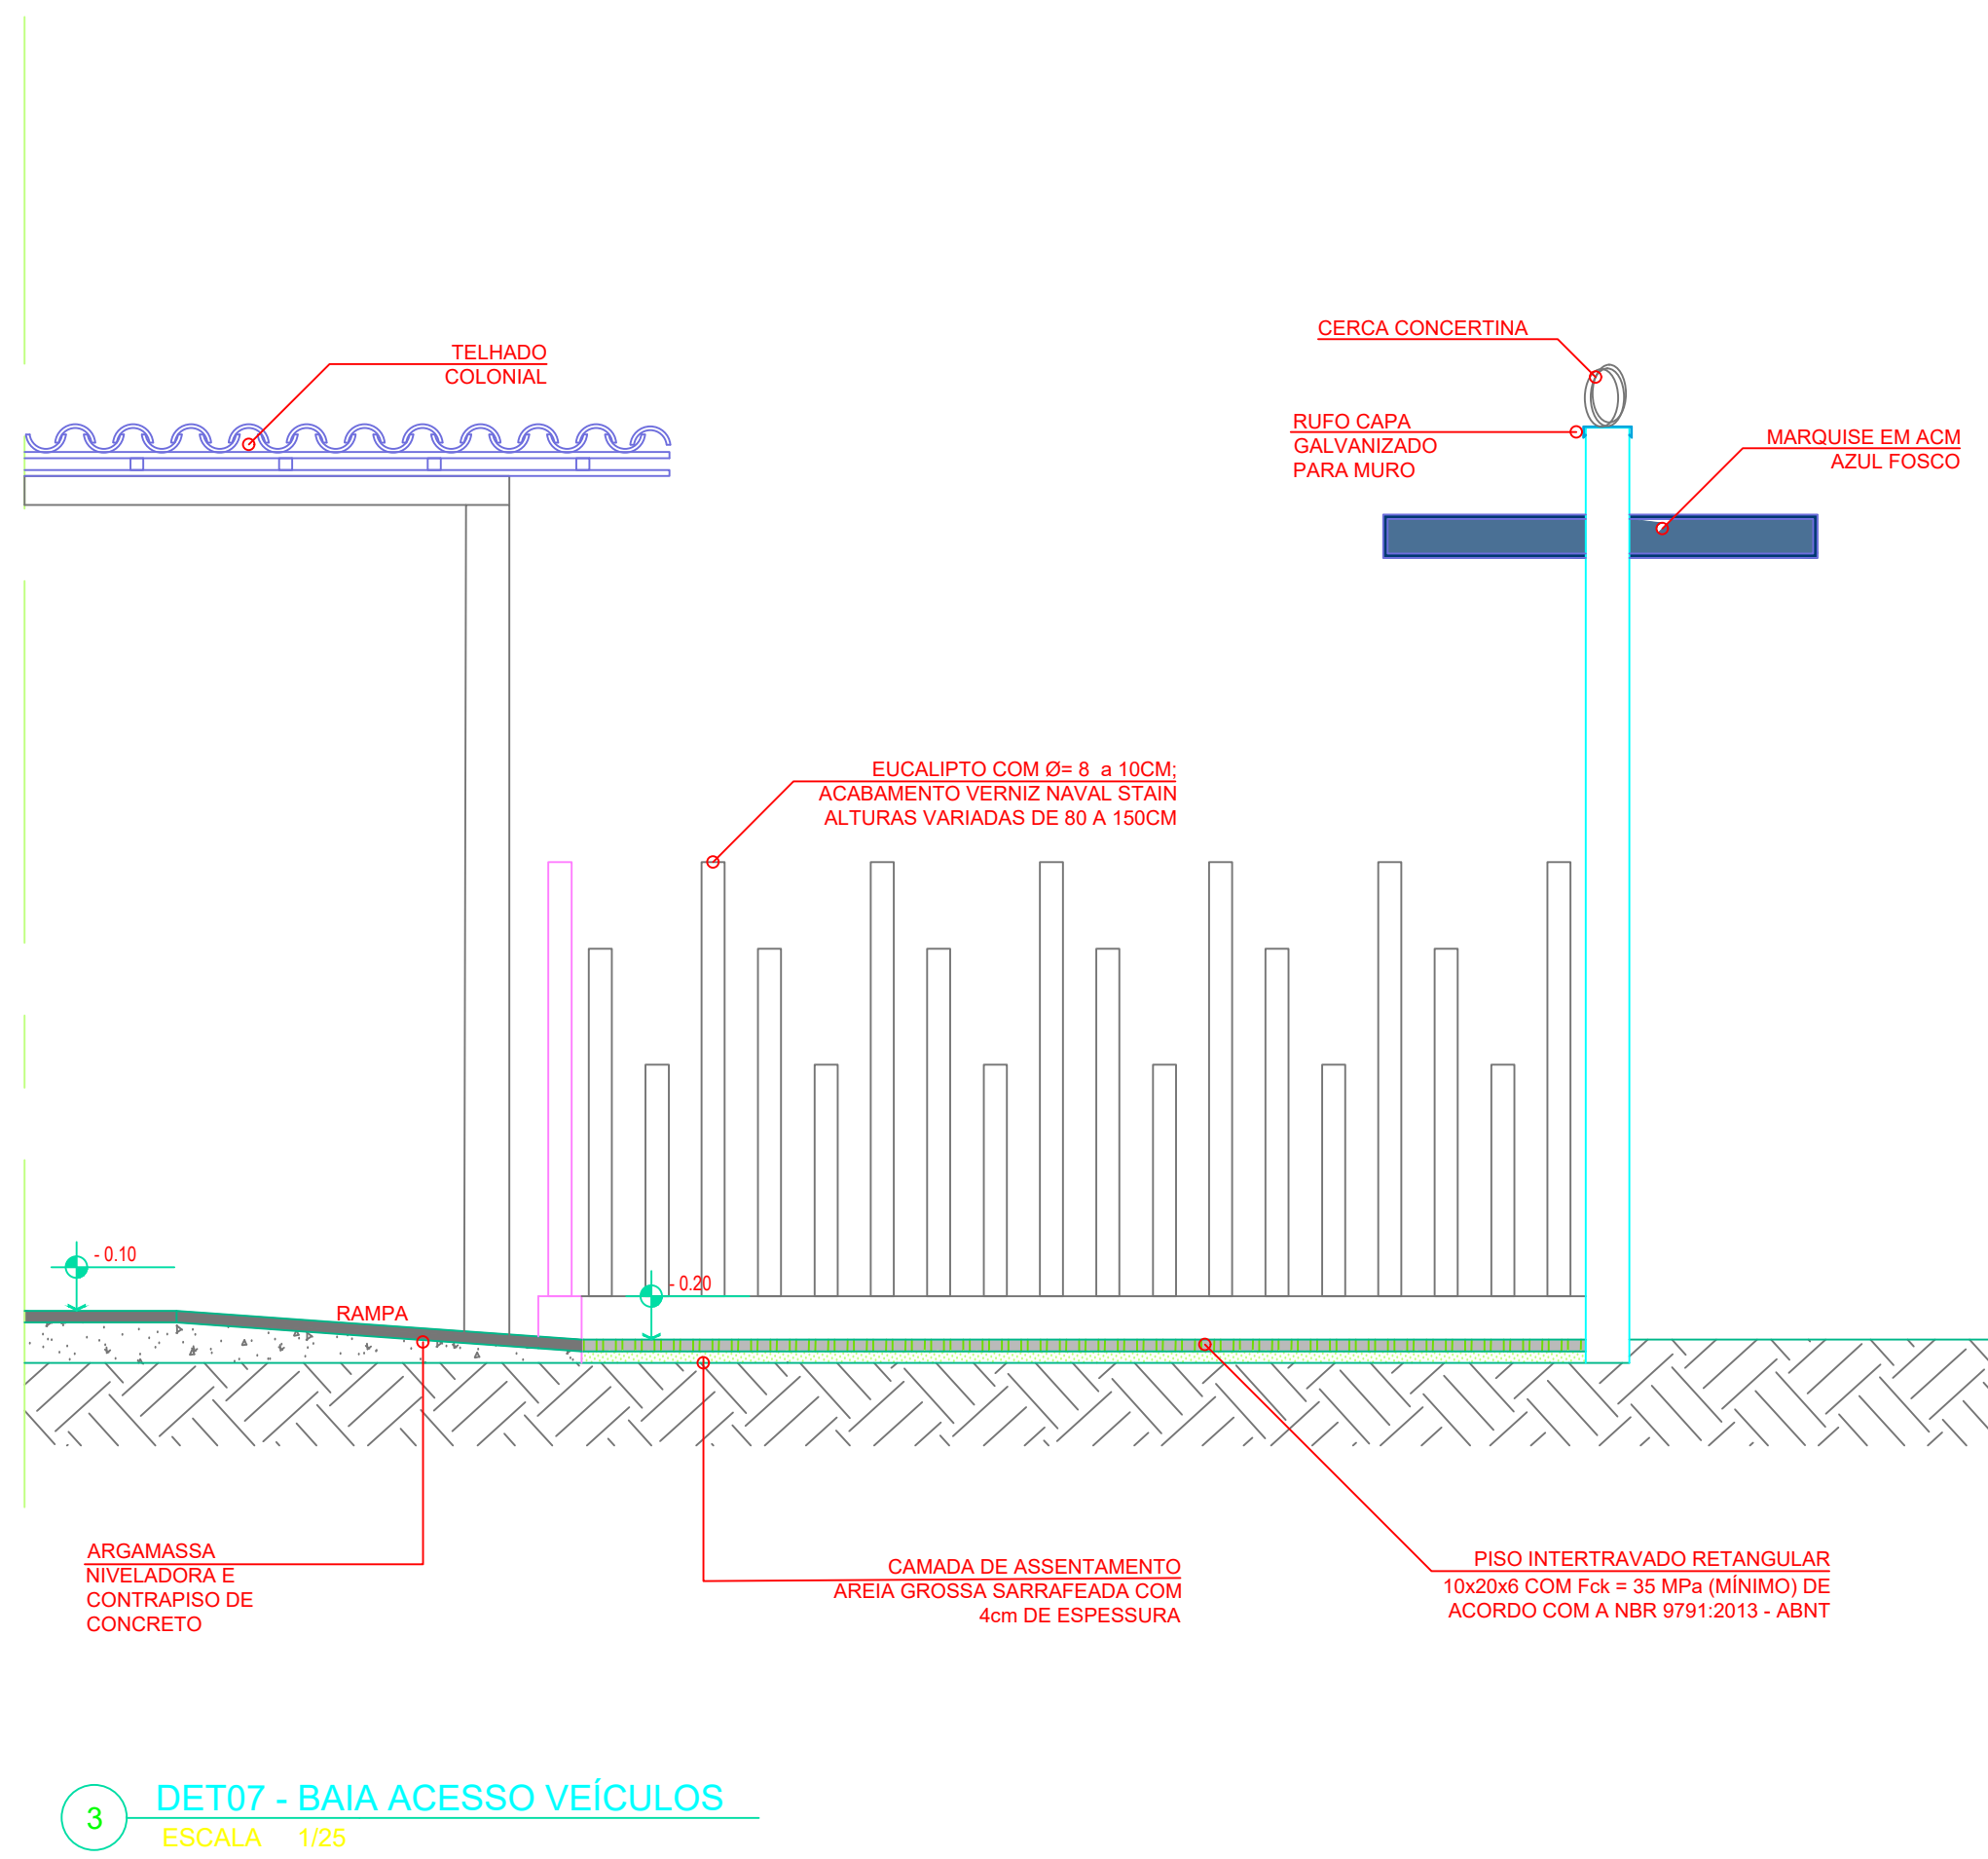 CERCA CONCERTINA
TELHADO
COLONIAL
RUFO CAPA
GALVANIZADO
PARA MURO
MARQUISE EM ACM
AZUL FOSCO
EUCALIPTO COM Ø= 8 a 10CM;
ACABAMENTO VERNIZ NAVAL STAIN
ALTURAS VARIADAS DE 80 A 150CM
- 0.10
- 0.20
RAMPA
ARGAMASSA
NIVELADORA E
CONTRAPISO DE
CONCRETO
CAMADA DE ASSENTAMENTO
AREIA GROSSA SARRAFEADA COM
4cm DE ESPESSURA
PISO INTERTRAVADO RETANGULAR
10x20x6 COM Fck = 35 MPa (MÍNIMO) DE
ACORDO COM A NBR 9791:2013 - ABNT
3
DET07 - BAIA ACESSO VEÍCULOS
ESCALA 1/25